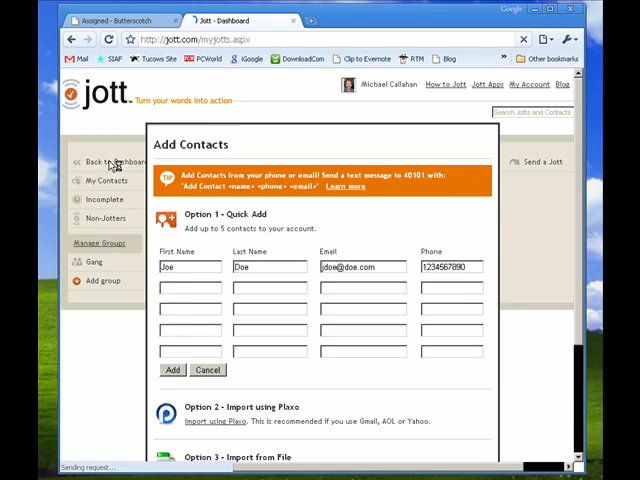 Google
Assigned - Butterscotch
Jott - Dashboard
http://jott.com/myjotts.aspx
Mail
SIAF
Tucows Site
PCWorld
iGoogle
DownloadCom
Clip to Evernote
RTM
Blog
Other bookmarks
jott
Turn your words into action
Michael Callahan
How to Jott
Jott Apps
My Account
Blog
Search Jotts and Contacts
Add Contacts
Back to Dashboard
Send a Jott
TIP
Add Contacts from your phone or email! Send a text message to 40101 with:
"Add Contact <name> <phone> <email>" Learn more
My Contacts
Incomplete
Non-Jotters
Manage Groups
Gang
Add group
Option 1 - Quick Add
Add up to 5 contacts to your account.
First Name Last Name Email Phone
Joe Doe jdoe@doe.com 1234567890
Add Cancel
Option 2 - Import using Plaxo
Import using Plaxo. This is recommended if you use Gmail, AOL or Yahoo.
Option 3 - Import from File
Sending request...